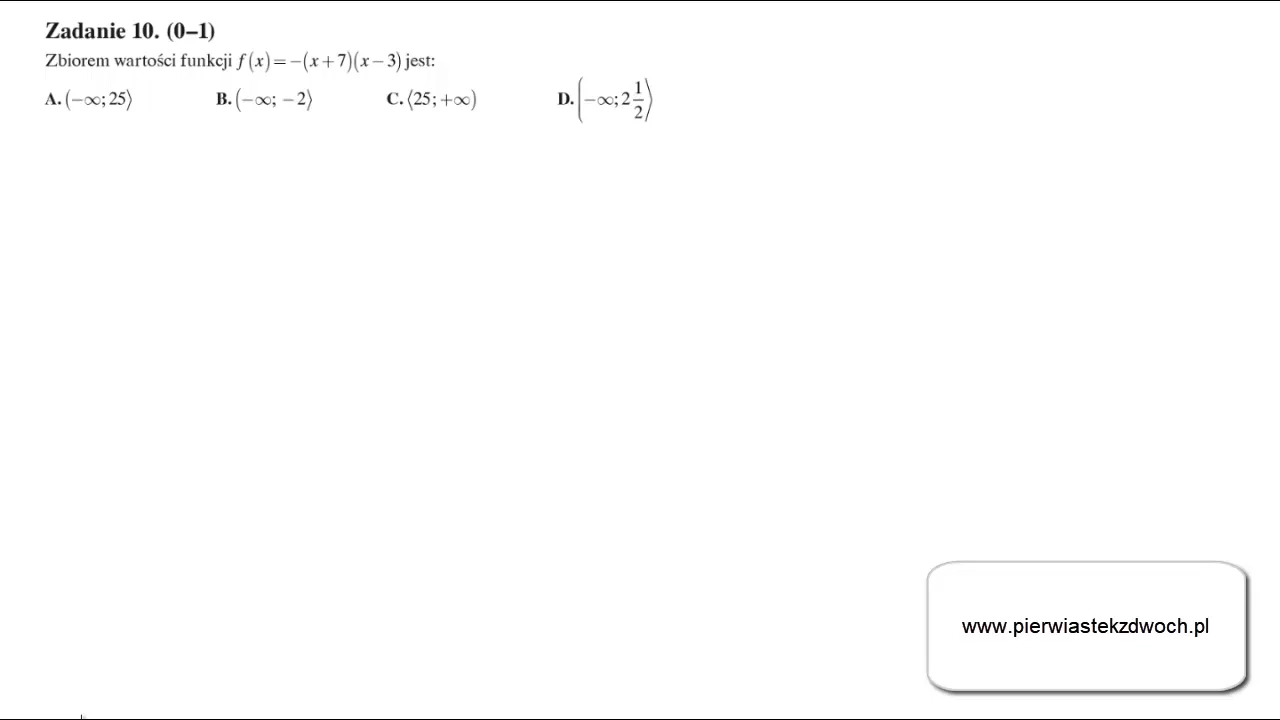 Zadanie 10. (0–1)
Zbiorem wartości funkcji f(x)=−(x+7)(x−3) jest:
A. (−∞; 25⟩ B. (−∞; −2⟩ C. ⟨25; +∞) D. (−∞; 2 1/2⟩
www.pierwiastekzdwoch.pl